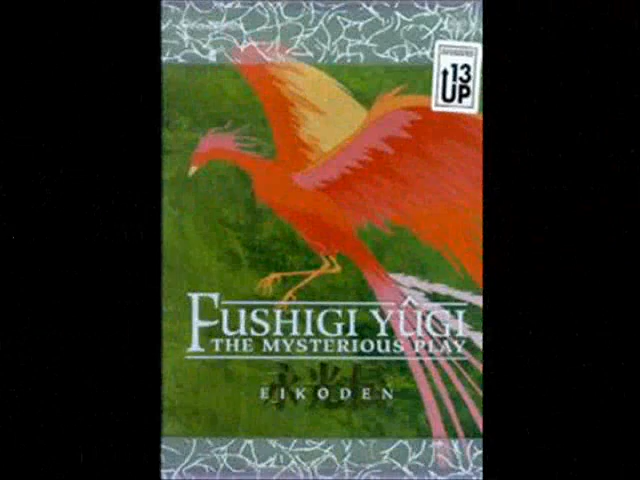 13
UP
FUSHIGI YÛGI
THE MYSTERIOUS PLAY
EIKODEN